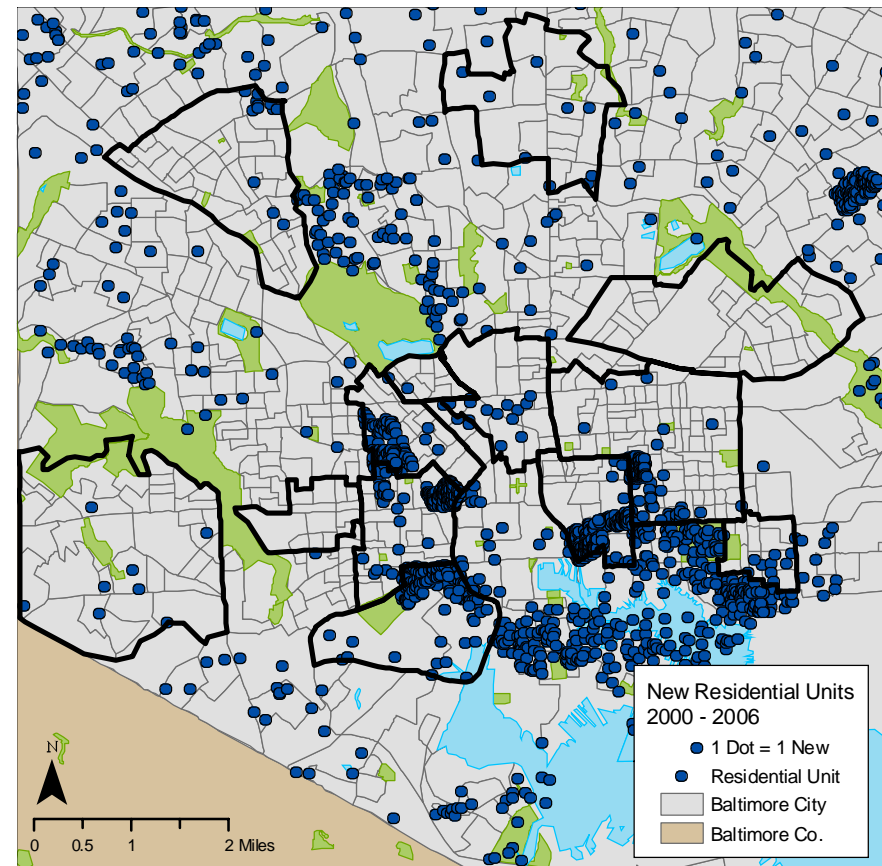 New Residential Units
2000 - 2006
1 Dot = 1 New
Residential Unit
Baltimore City
Baltimore Co.
N
0 0.5 1 2 Miles